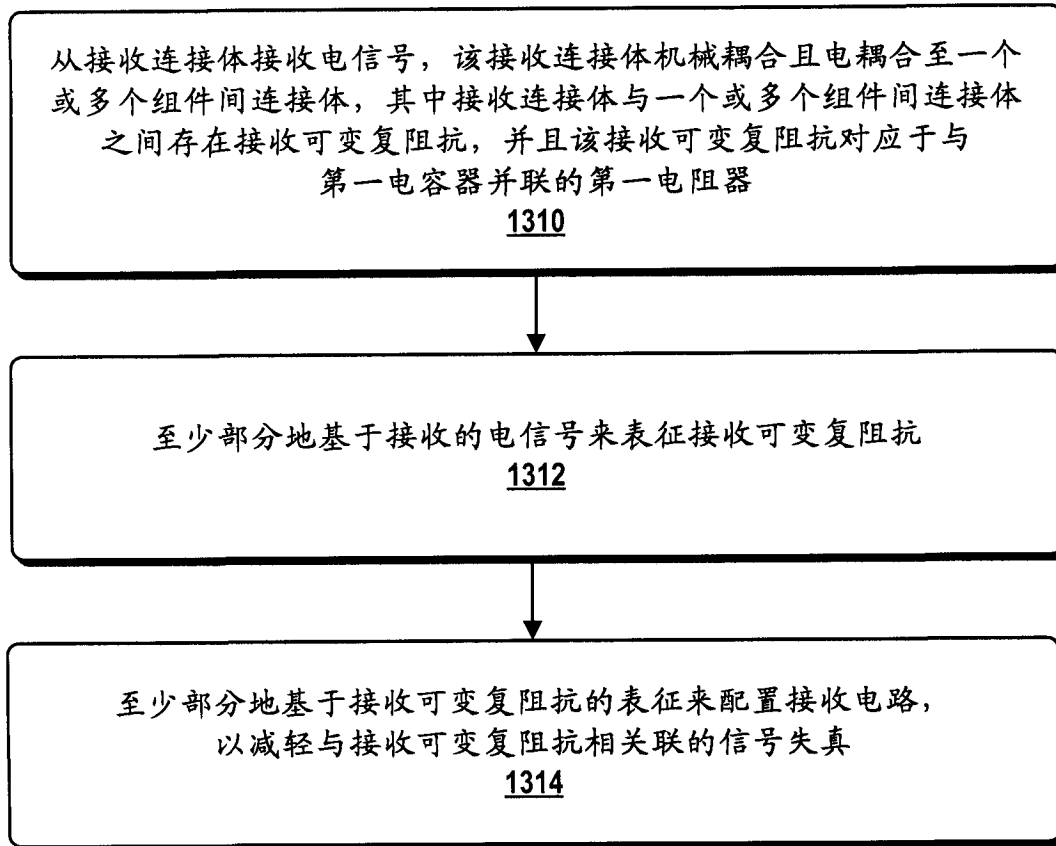 从接收连接体接收电信号，该接收连接体机械耦合且电耦合至一个
或多个组件间连接体，其中接收连接体与一个或多个组件间连接体
之间存在接收可变复阻抗，并且该接收可变复阻抗对应于与
第一电容器并联的第一电阻器
1310
至少部分地基于接收的电信号来表征接收可变复阻抗
1312
至少部分地基于接收可变复阻抗的表征来配置接收电路，
以减轻与接收可变复阻抗相关联的信号失真
1314